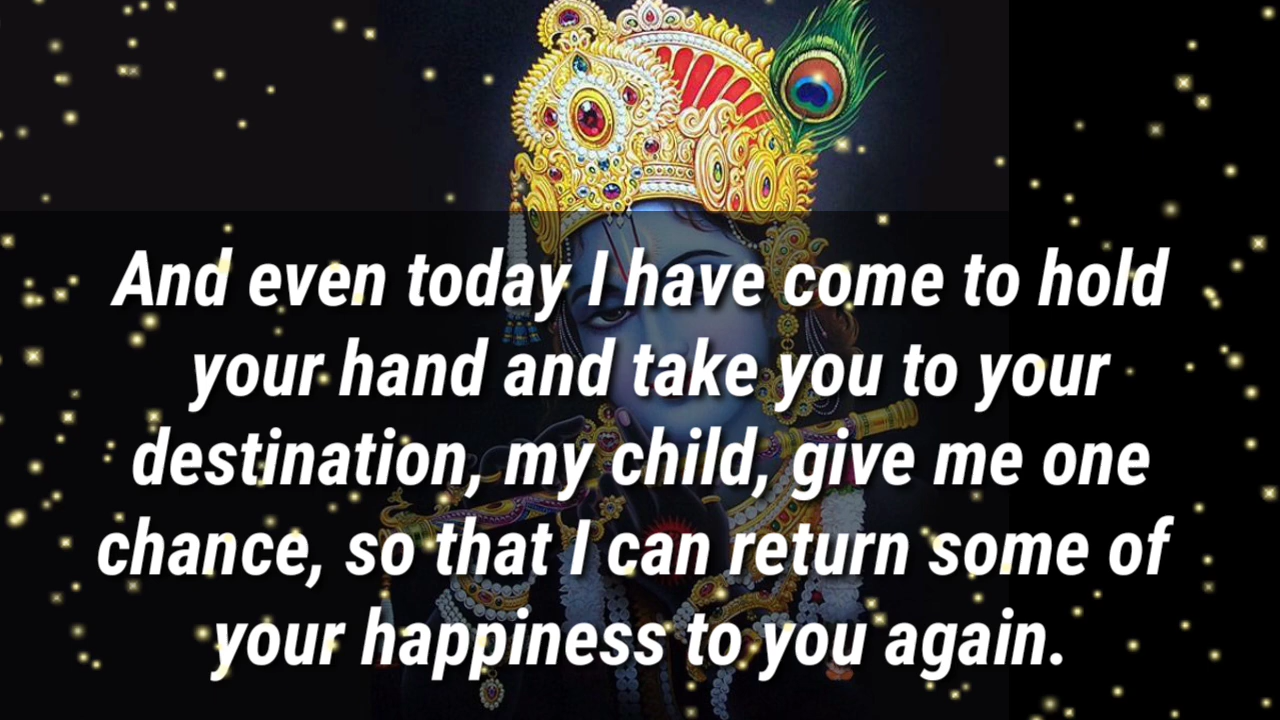 And even today I have come to hold
your hand and take you to your
destination, my child, give me one
chance, so that I can return some of
your happiness to you again.